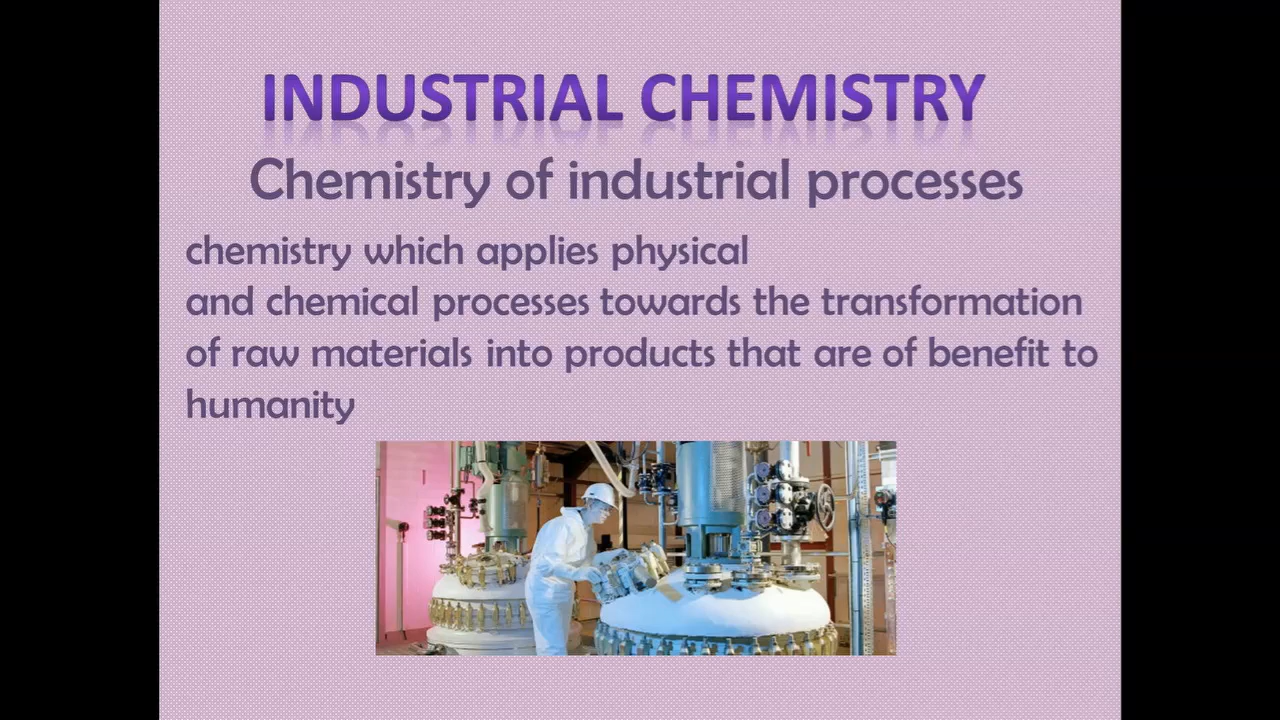 INDUSTRIAL CHEMISTRY
Chemistry of industrial processes
chemistry which applies physical
and chemical processes towards the transformation
of raw materials into products that are of benefit to
humanity